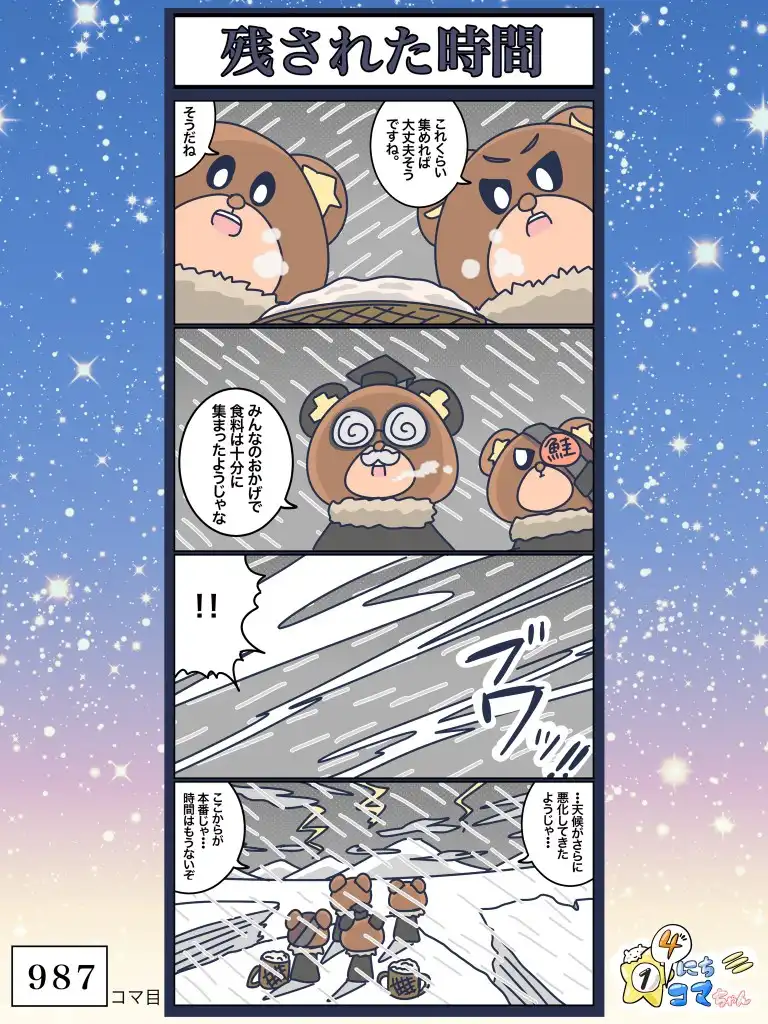 残された時間
これくらい
集めれば
大丈夫そう
ですね。
そうだね
みんなのおかげで
食料は十分に
集まったようじゃな
鮭
!!
ブワッ!!
…天候がさらに
悪化してきた
ようじゃ…
ここからが
本番じゃ…
時間はもうないぞ
987
コマ目
1
にち
4
コマ
ちゃん